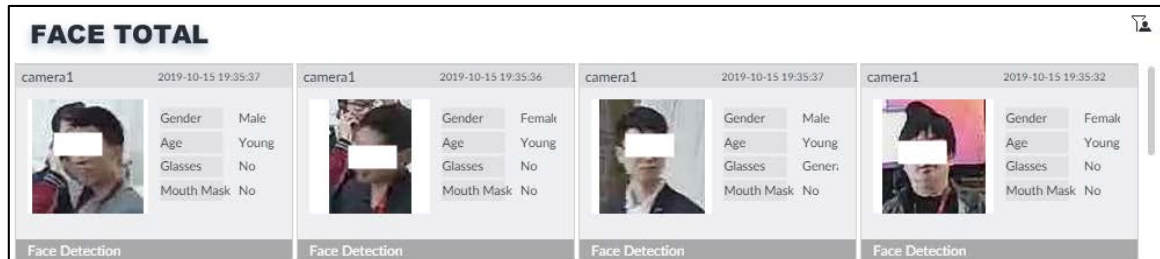 FACE TOTAL
camera1 2019-10-15 19:35:37
Gender Male
Age Young
Glasses No
Mouth Mask No
Face Detection
camera1 2019-10-15 19:35:36
Gender Femal
Age Young
Glasses No
Mouth Mask No
Face Detection
camera1 2019-10-15 19:35:37
Gender Male
Age Young
Glasses Gener
Mouth Mask No
Face Detection
camera1 2019-10-15 19:35:32
Gender Femal
Age Young
Glasses No
Mouth Mask No
Face Detection